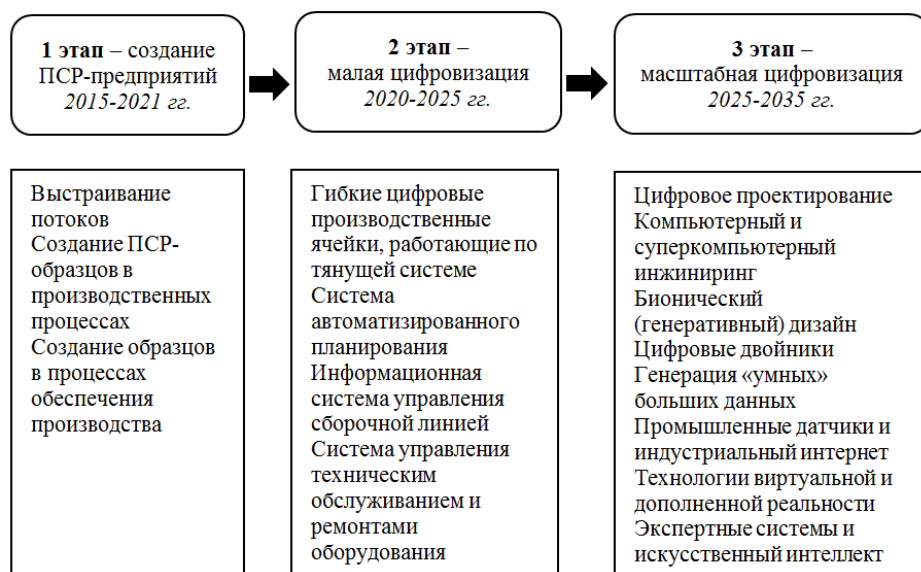 1 этап – создание
ПСР-предприятий
2015-2021 гг.
2 этап –
малая цифровизация
2020-2025 гг.
3 этап –
масштабная цифровизация
2025-2035 гг.
Выстраивание
потоков
Создание ПСР-
образцов в
производственных
процессах
Создание образцов
в процессах
обеспечения
производства
Гибкие цифровые
производственные
ячейки, работающие по
тянущей системе
Система
автоматизированного
планирования
Информационная
система управления
сборочной линией
Система управления
техническим
обслуживанием и
ремонтами
оборудования
Цифровое проектирование
Компьютерный и
суперкомпьютерный
инжиниринг
Бионический
(генеративный) дизайн
Цифровые двойники
Генерация «умных»
больших данных
Промышленные датчики и
индустриальный интернет
Технологии виртуальной и
дополненной реальности
Экспертные системы и
искусственный интеллект